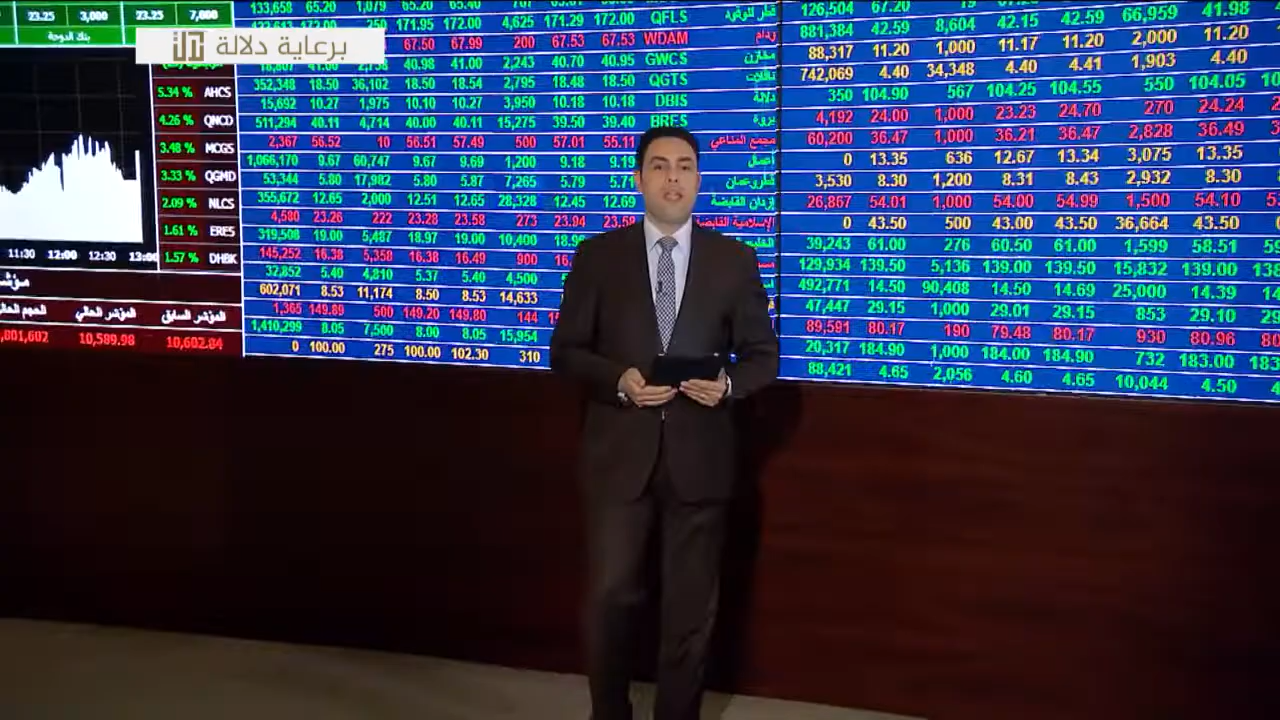 23.25 3,000 23.25 7,000
بنك الدوحة
برعاية دلالة
5.34 % AHCS
4.26 % QNCD
3.48 % MCGS
3.33 % QGMD
2.09 % NLCS
1.61 % ERES
1.57 % DHBK
11:30 12:00 12:30 13:00
المؤشر السابق المؤشر الحالي
10,589.98 10,602.84
133,658 65.20 1,079 65.20 65.40
250 171.95 172.00 4,625 171.29 172.00 QFLS قطر للوقود
67.50 67.99 200 67.53 67.53 WDAM ودام
40.98 41.00 2,243 40.70 40.95 GWCS مخازن
352,348 18.50 36,102 18.50 18.54 2,795 18.48 18.50 QGTS ناقلات
15,692 10.27 1,975 10.10 10.27 3,950 10.18 10.18 DBIS دلالة
511,294 40.11 4,714 40.00 40.11 15,275 39.50 39.40 BRES بروة
2,367 56.52 10 56.51 57.49 500 57.01 55.11 مجمع المناعي
1,066,170 9.67 60,747 9.67 9.69 1,200 9.18 9.19 أعمال
53,344 5.80 17,982 5.80 5.87 7,265 5.79 5.71 قطر وعمان
355,672 12.65 2,000 12.51 12.65 28,328 12.45 12.69 إزدان القابضة
4,580 23.26 222 23.28 23.58 273 23.94 الإسلامية القابضة
319,508 19.00 5,487 18.97 19.00 10,400
145,252 16.38 5,358 16.38 16.49 900
32,852 5.40 4,810 5.37 5.40 4,500
602,071 8.53 11,174 8.50 8.53 14,633
1,365 149.89 500 149.20 149.80 144
1,410,299 8.05 7,500 8.00 8.05 15,954
0 100.00 275 100.00 102.30 310
126,504 67.20
881,384 42.59 8,604 42.15 42.59 66,959 41.98
88,317 11.20 1,000 11.17 11.20 2,000 11.20
742,069 4.40 34,348 4.40 4.41 1,903 4.40
350 104.90 567 104.25 104.55 550 104.05
4,192 24.00 1,000 23.23 24.70 270 24.24
60,200 36.47 1,000 36.21 36.47 2,828 36.49
0 13.35 636 12.67 13.34 3,075 13.35
3,530 8.30 1,200 8.31 8.43 2,932 8.30
26,857 54.01 1,000 54.00 54.99 1,500 54.10
0 43.50 500 43.00 43.50 36,664 43.50
39,243 61.00 276 60.50 61.00 1,599 58.51
129,934 139.50 5,136 139.00 139.50 15,832 139.00
492,771 14.50 90,408 14.50 14.69 25,000 14.39
47,447 29.15 1,000 29.01 29.15 853 29.10
89,591 80.17 190 79.48 80.17 930 80.96
20,317 184.90 1,000 184.00 184.90 732 183.00
88,421 4.65 2,056 4.60 4.65 10,044 4.50